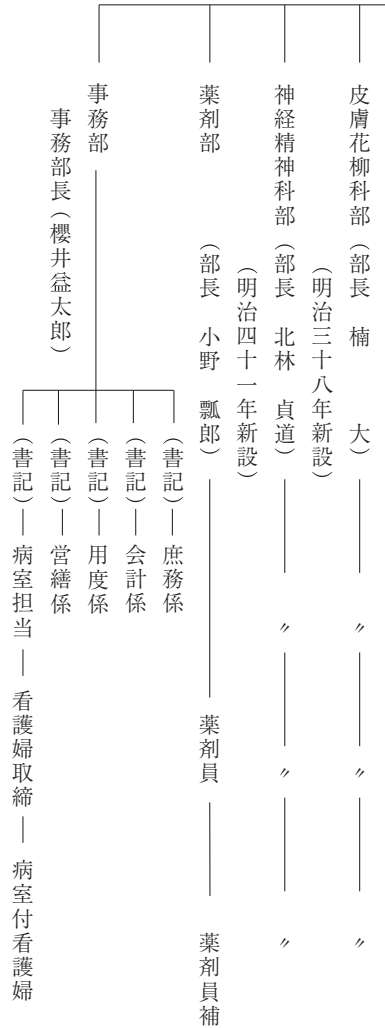 皮膚花柳科部（部長　楠　　大）　〃　〃　〃
（明治三十八年新設）
神経精神科部（部長　北林　貞道）　〃　〃　〃
（明治四十一年新設）
薬剤部　（部長　小野　瓢郎）　薬剤員　薬剤員補
事務部
事務部長（櫻井益太郎）
（書記）庶務係
（書記）会計係
（書記）用度係
（書記）営繕係
（書記）病室担当　看護婦取締　病室付看護婦